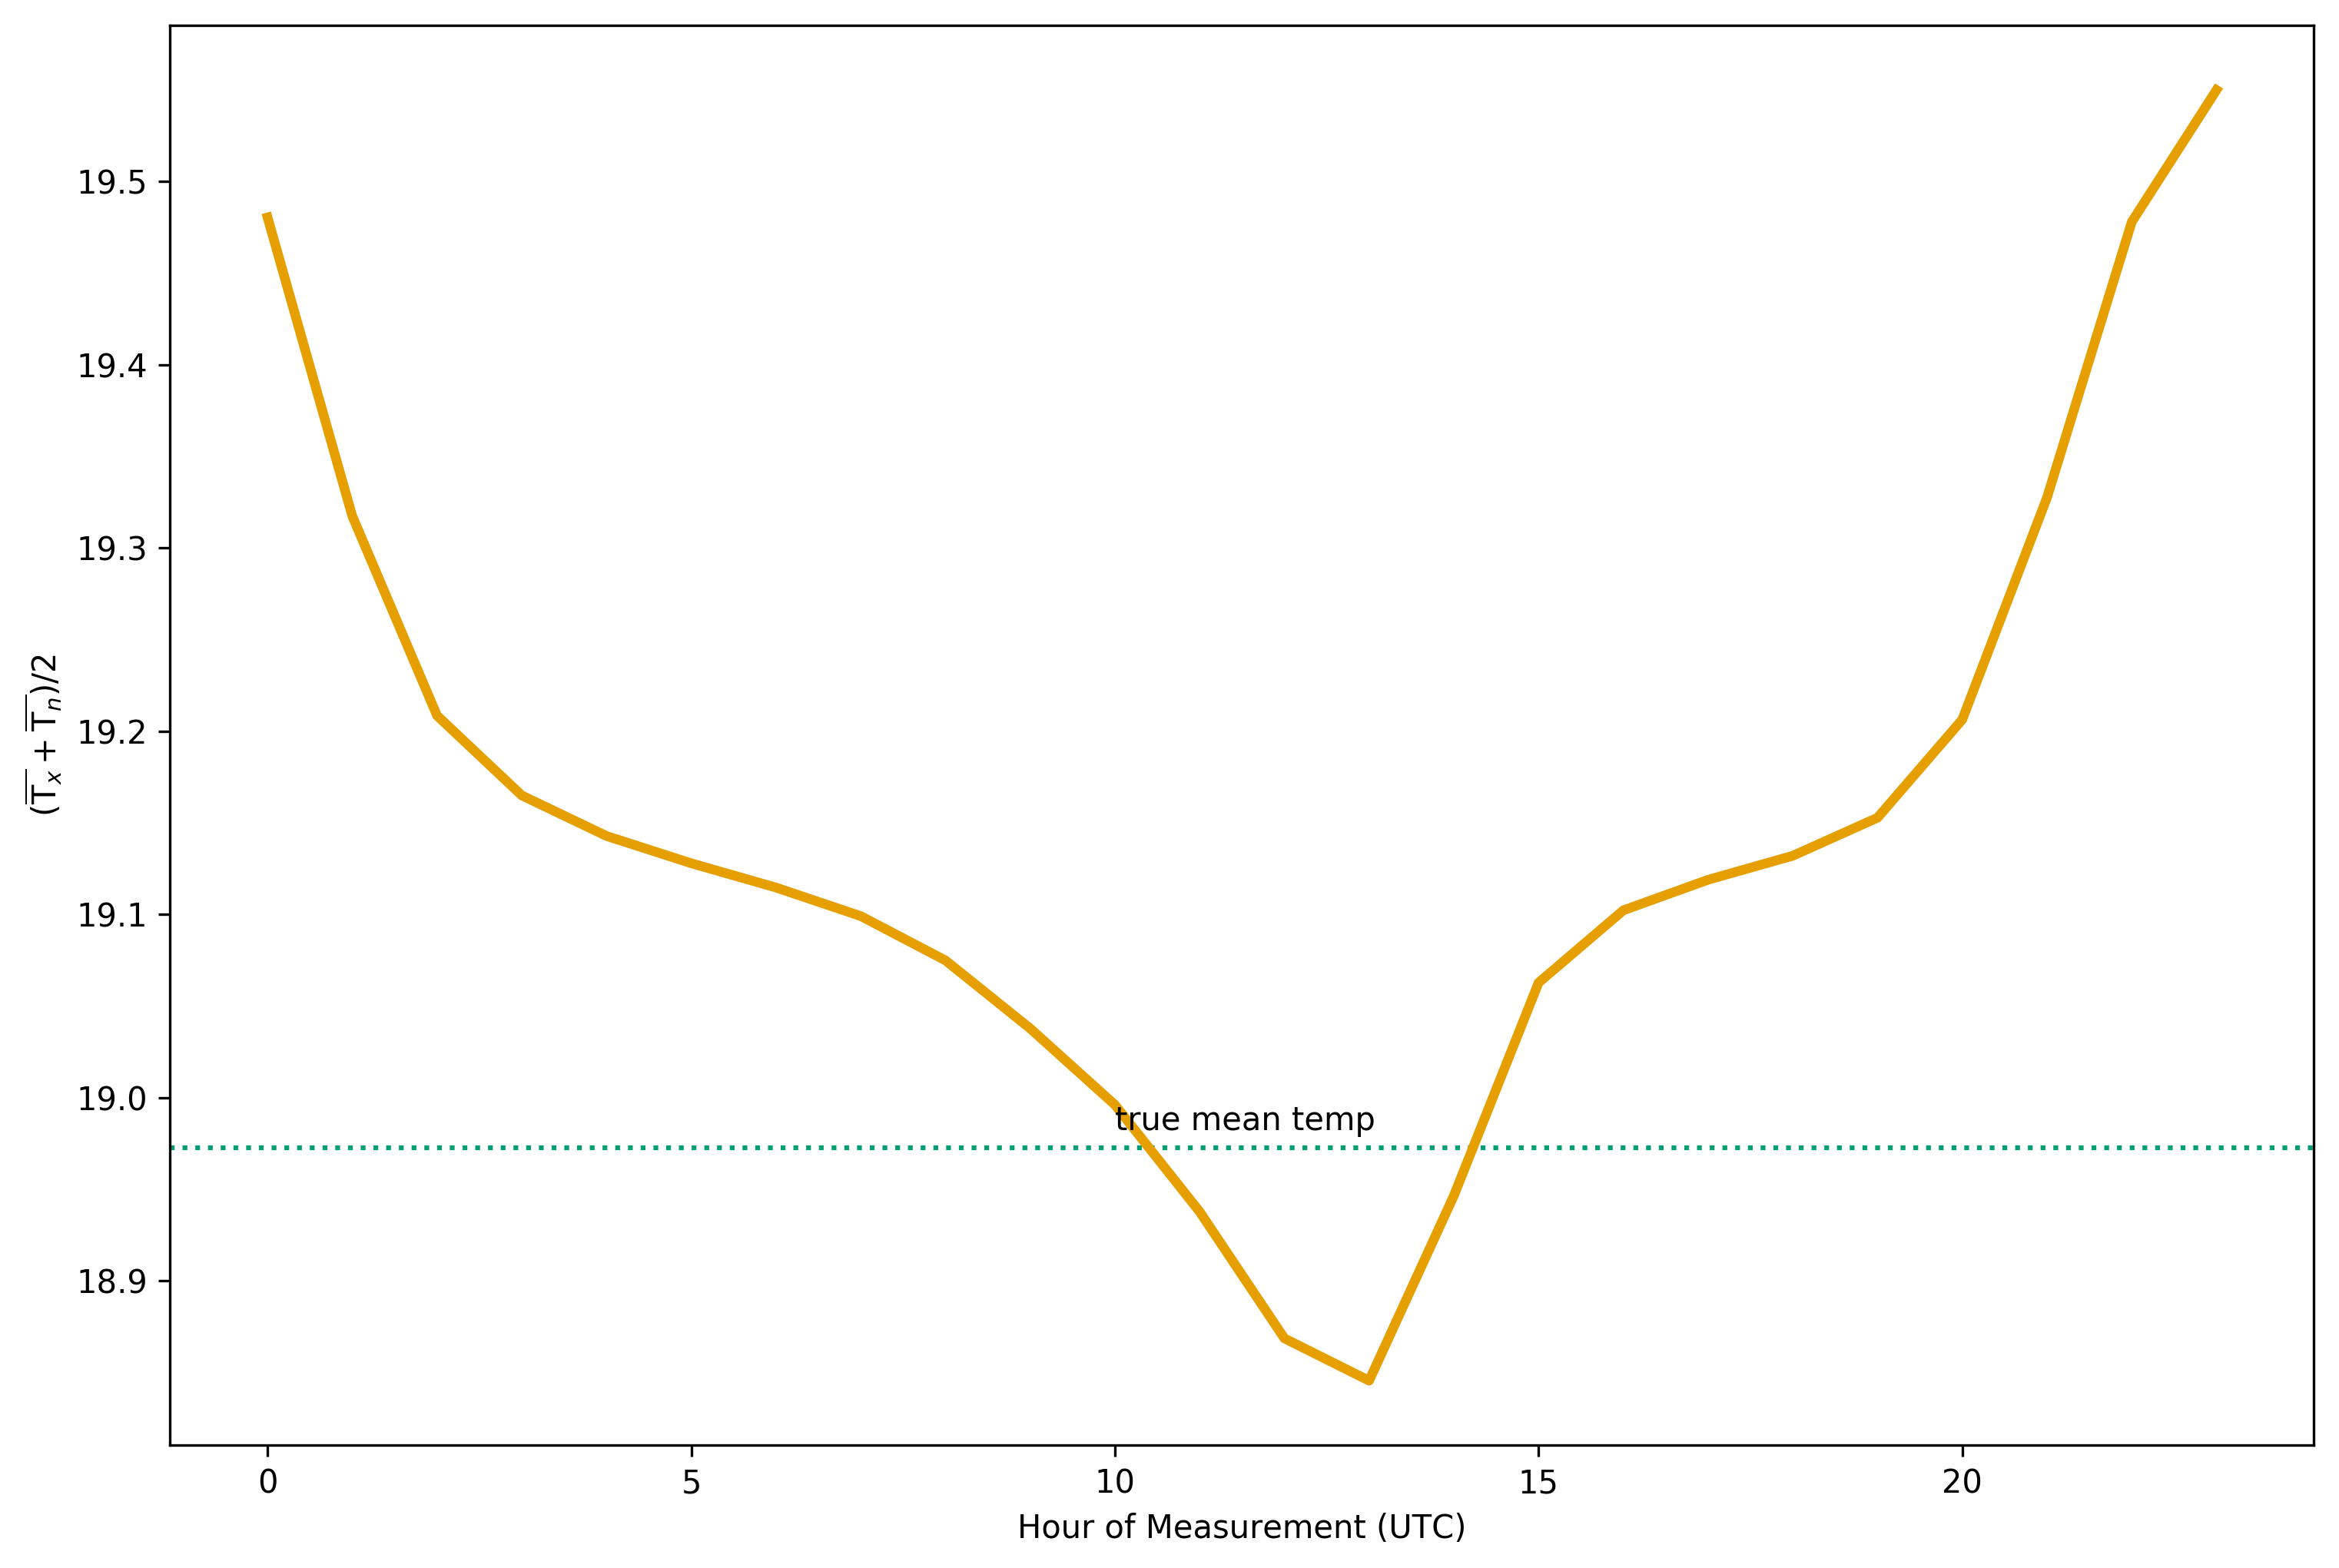 (T̅ₓ + T̅ₙ)/2
19.5
19.4
19.3
19.2
19.1
19.0
18.9
true mean temp
0 5 10 15 20
Hour of Measurement (UTC)